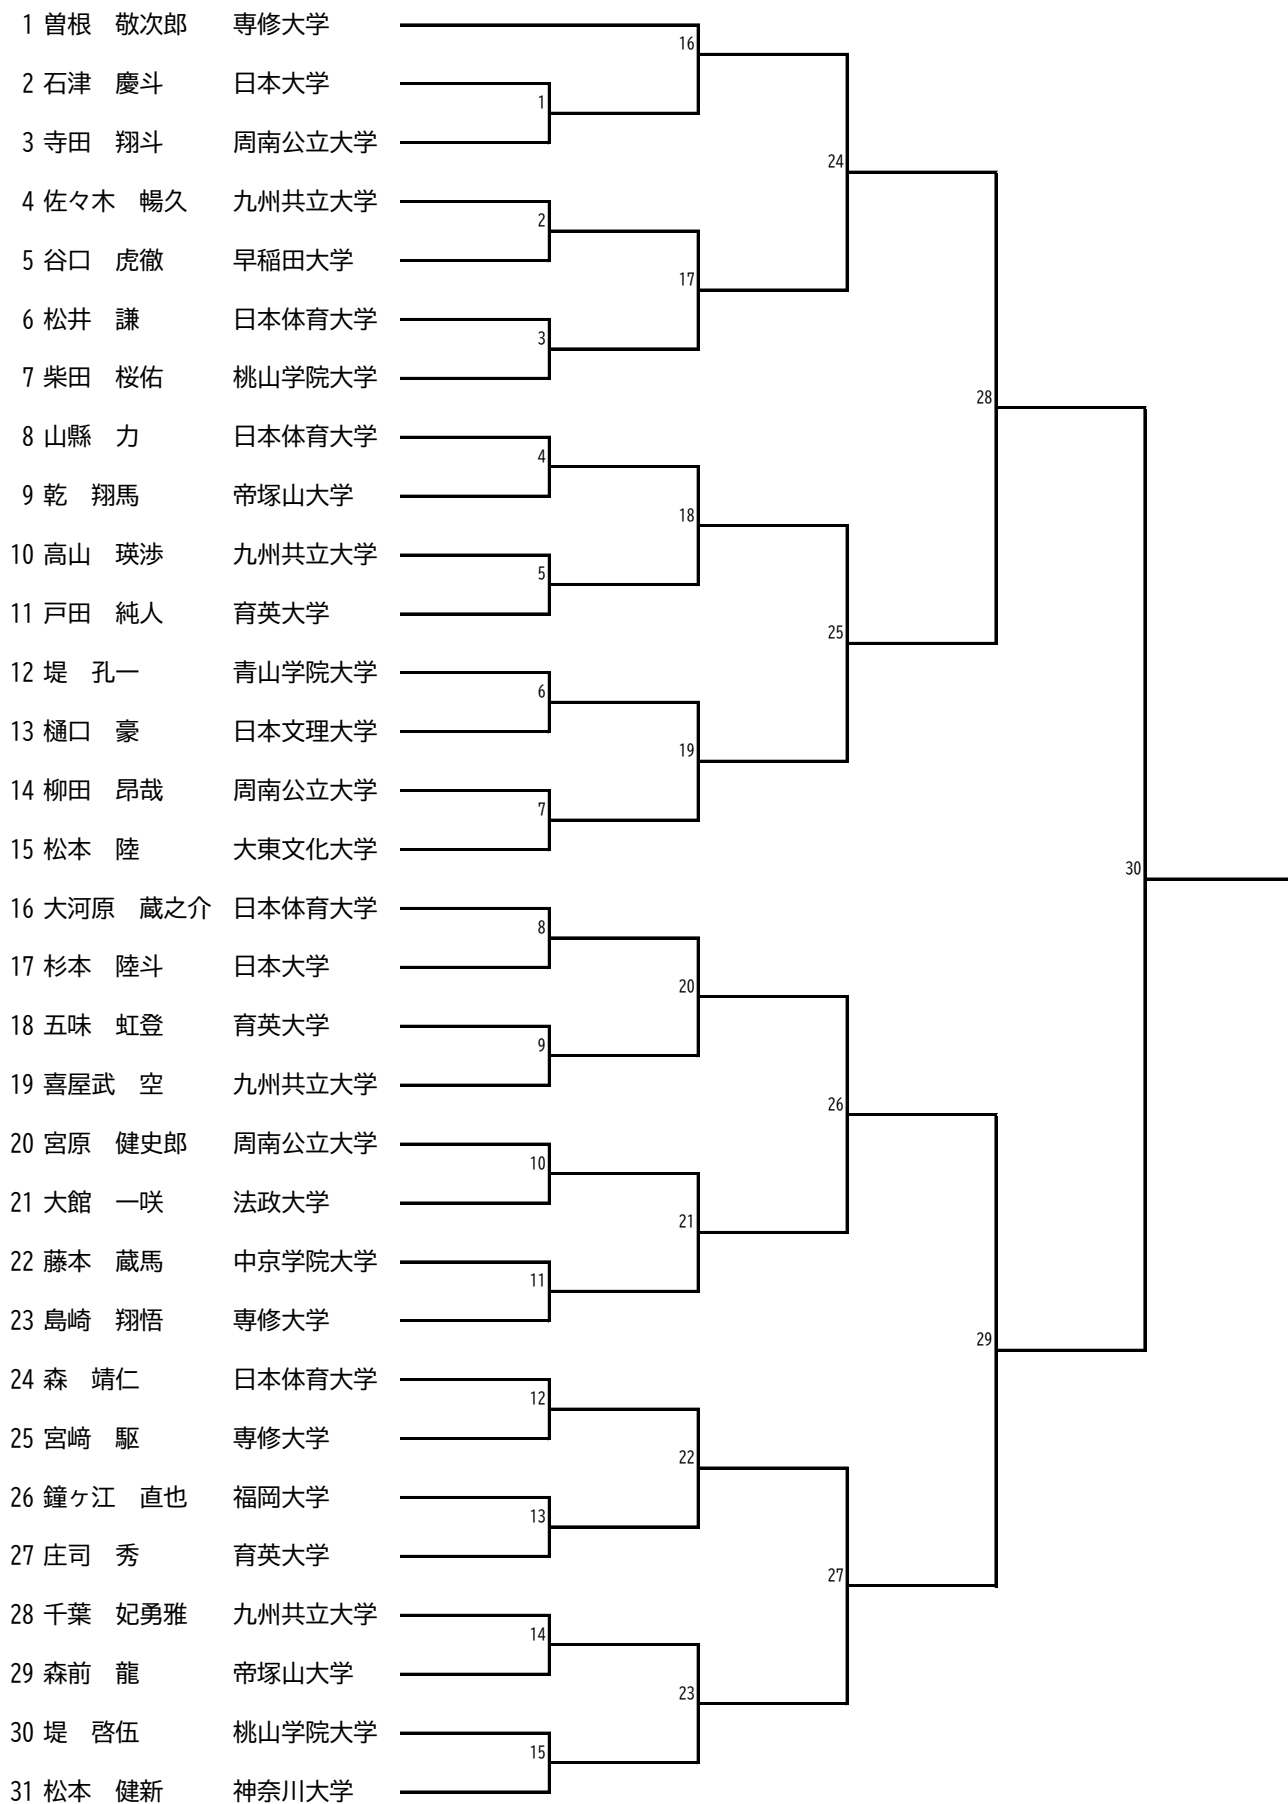 1 曽根　敬次郎　専修大学
16
2 石津　慶斗　日本大学
1
3 寺田　翔斗　周南公立大学
24
4 佐々木　暢久　九州共立大学
2
5 谷口　虎徹　早稲田大学
17
6 松井　謙　日本体育大学
3
7 柴田　桜佑　桃山学院大学
28
8 山縣　力　日本体育大学
4
9 乾　翔馬　帝塚山大学
18
10 高山　瑛渉　九州共立大学
5
11 戸田　純人　育英大学
25
12 堤　孔一　青山学院大学
6
13 樋口　豪　日本文理大学
19
14 柳田　昂哉　周南公立大学
7
15 松本　陸　大東文化大学
30
16 大河原　蔵之介　日本体育大学
8
17 杉本　陸斗　日本大学
20
18 五味　虹登　育英大学
9
19 喜屋武　空　九州共立大学
26
20 宮原　健史郎　周南公立大学
10
21 大館　一咲　法政大学
21
22 藤本　蔵馬　中京学院大学
11
23 島崎　翔悟　専修大学
29
24 森　靖仁　日本体育大学
12
25 宮﨑　駆　専修大学
22
26 鐘ヶ江　直也　福岡大学
13
27 庄司　秀　育英大学
27
28 千葉　妃勇雅　九州共立大学
14
29 森前　龍　帝塚山大学
23
30 堤　啓伍　桃山学院大学
15
31 松本　健新　神奈川大学